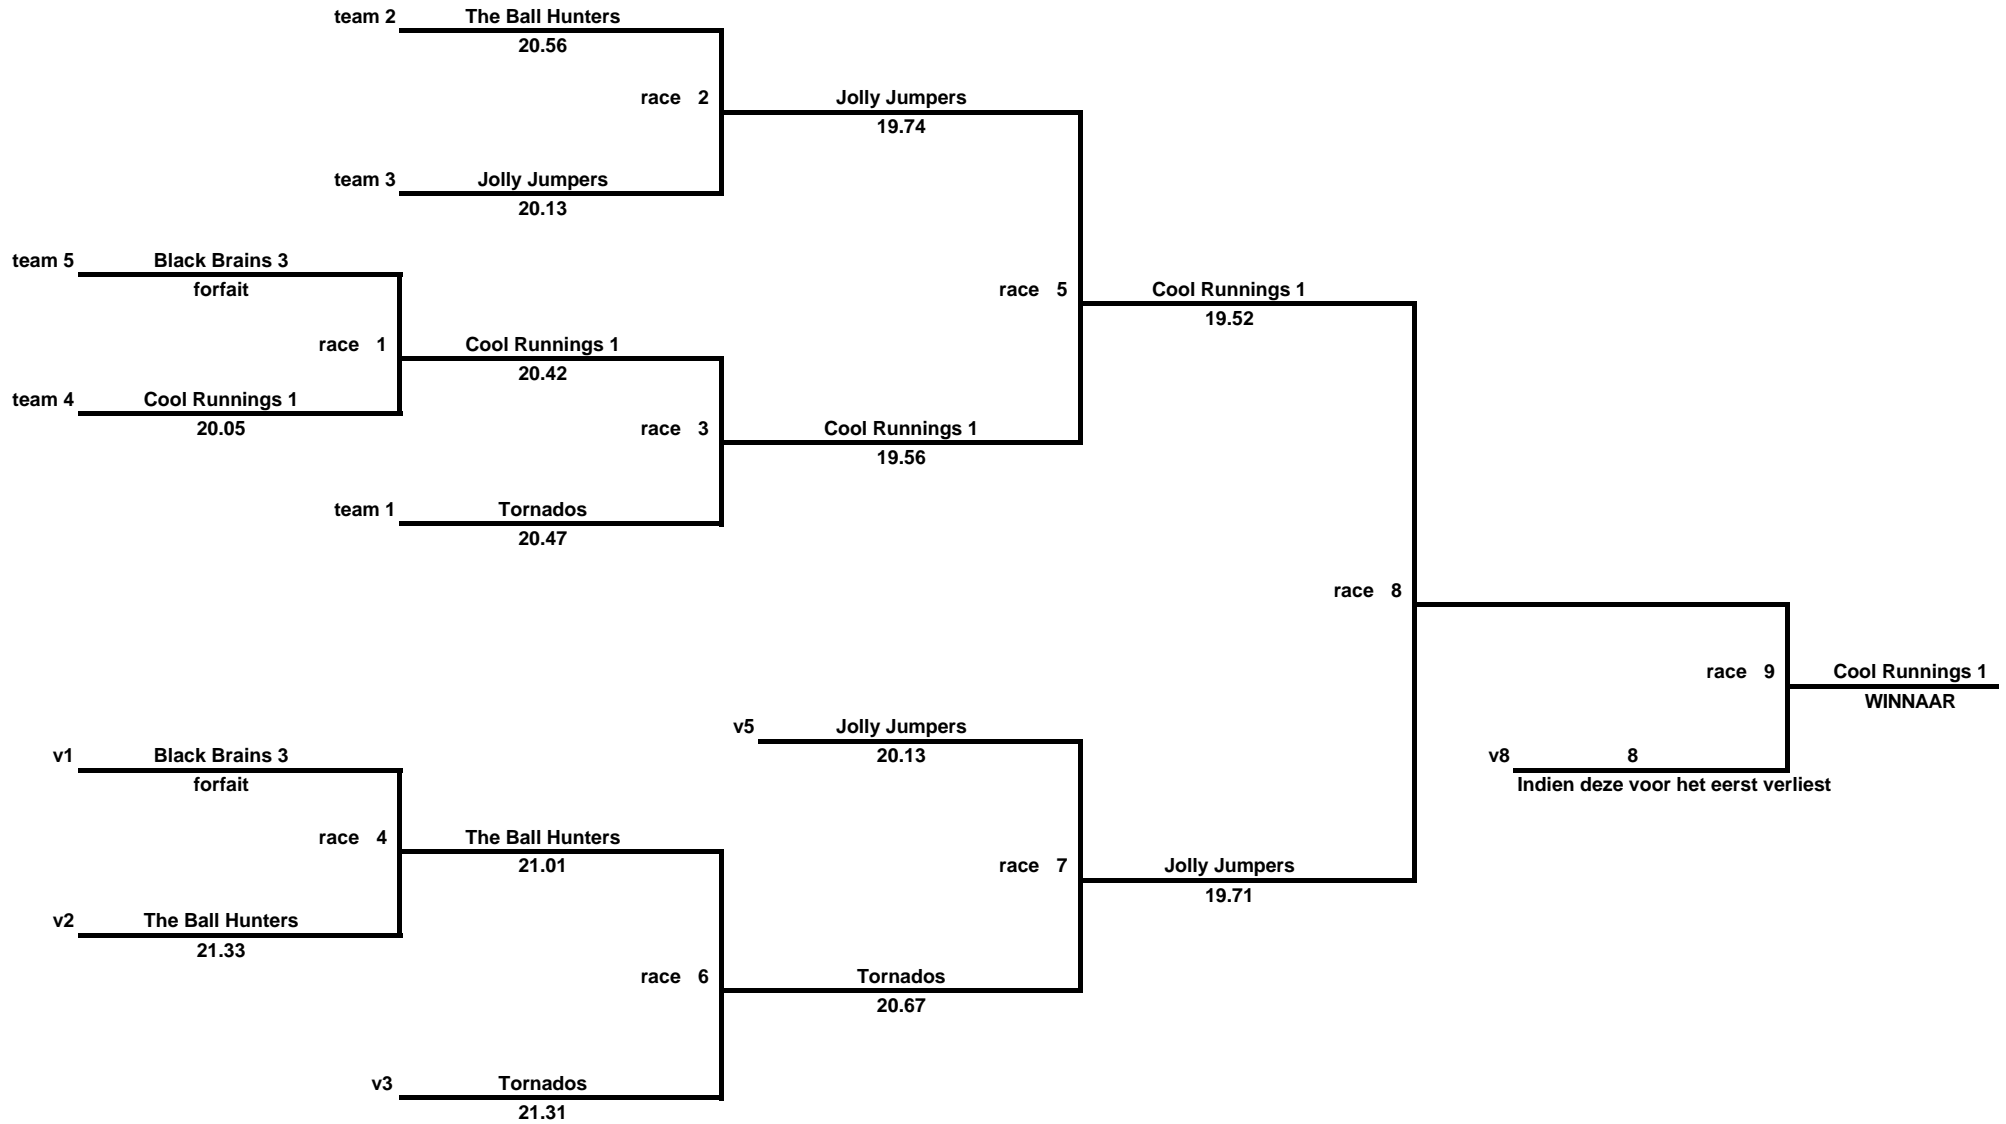 team 2 The Ball Hunters
20.56
race 2 Jolly Jumpers
19.74
team 3 Jolly Jumpers
20.13
team 5 Black Brains 3
forfait
race 5 Cool Runnings 1
19.52
race 1 Cool Runnings 1
20.42
team 4 Cool Runnings 1
20.05
race 3 Cool Runnings 1
19.56
team 1 Tornados
20.47
race 8
race 9 Cool Runnings 1
WINNAAR
v5 Jolly Jumpers
20.13
v1 Black Brains 3
forfait
v8 8
Indien deze voor het eerst verliest
race 4 The Ball Hunters
21.01
race 7 Jolly Jumpers
19.71
v2 The Ball Hunters
21.33
race 6 Tornados
20.67
v3 Tornados
21.31